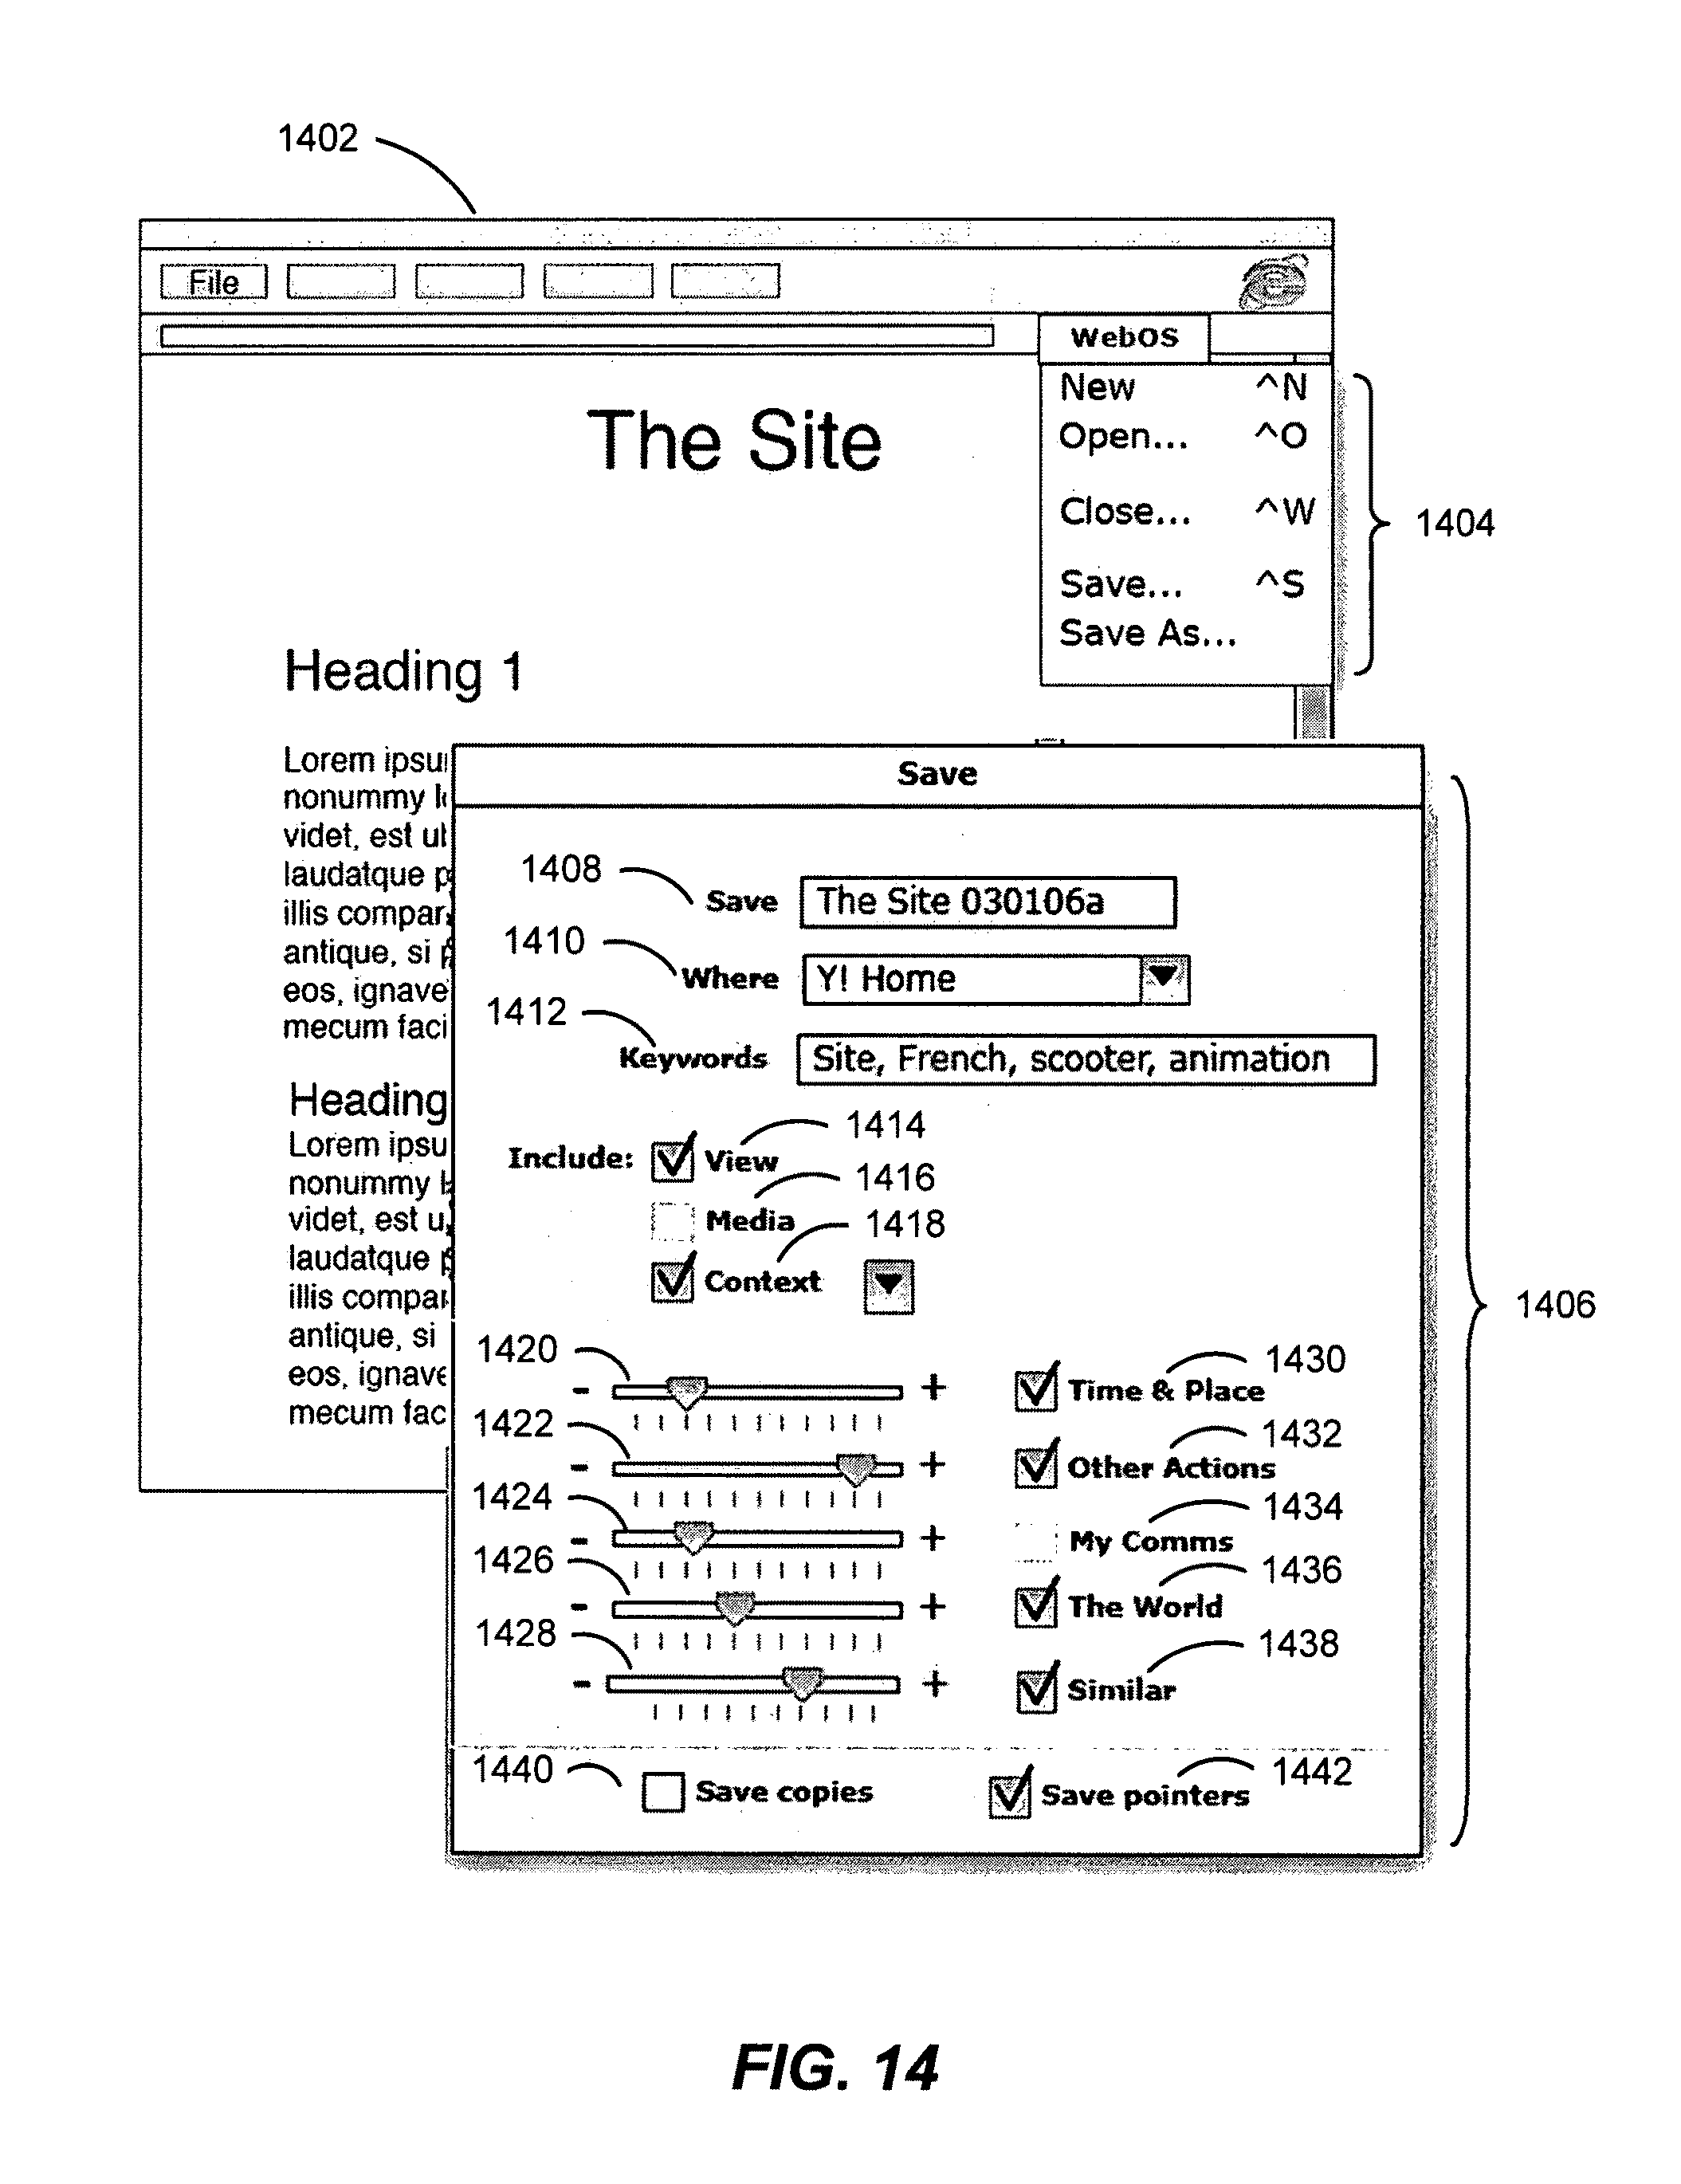 1402
File
WebOS
New ^N
Open... ^O
Close... ^W
Save... ^S
Save As...
1404
The Site
Heading 1
Lorem ipsu
nonummy l
videt, est ul
laudatque p
illis compar
antique, si p
eos, ignave
mecum faci
Heading
Lorem ipsu
nonummy l
videt, est u
laudatque p
illis compar
antique, si
eos, ignave
mecum fac
Save
1408 Save The Site 030106a
1410 Where Y! Home
1412 Keywords Site, French, scooter, animation
Include: View 1414
Media 1416
Context 1418
1406
1420 - + Time & Place 1430
1422 - + Other Actions 1432
1424 - + My Comms 1434
1426 - + The World 1436
1428 - + Similar 1438
1440 Save copies Save pointers 1442
FIG. 14